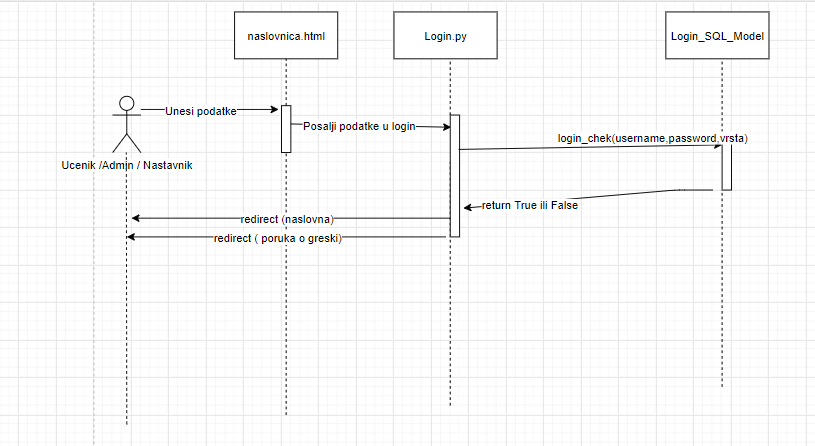 naslovnica.html
Login.py
Login_SQL_Model
Unesi podatke
Posalji podatke u login
login_chek(username,password,vrsta)
Ucenik /Admin / Nastavnik
return True ili False
redirect (naslovna)
redirect ( poruka o greski)